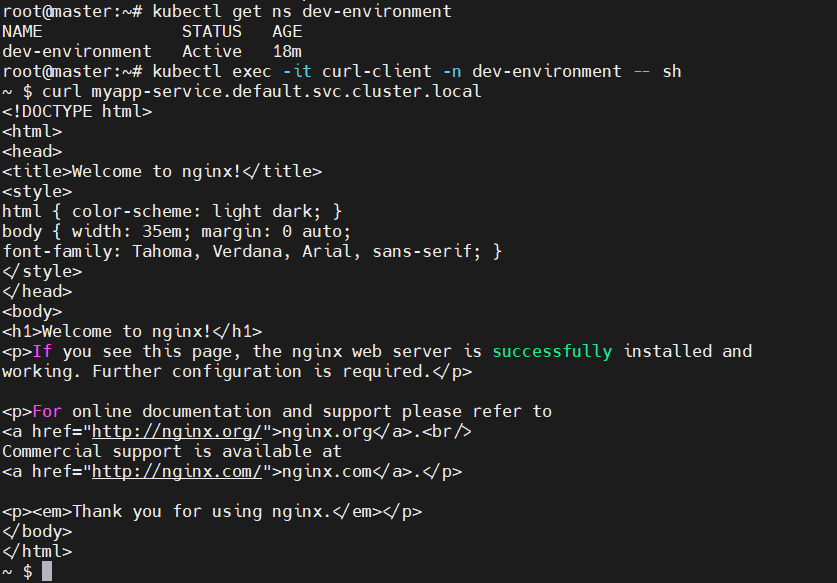 root@master:~# kubectl get ns dev-environment
NAME              STATUS   AGE
dev-environment   Active   18m
root@master:~# kubectl exec -it curl-client -n dev-environment -- sh
~ $ curl myapp-service.default.svc.cluster.local
<!DOCTYPE html>
<html>
<head>
<title>Welcome to nginx!</title>
<style>
html { color-scheme: light dark; }
body { width: 35em; margin: 0 auto;
font-family: Tahoma, Verdana, Arial, sans-serif; }
</style>
</head>
<body>
<h1>Welcome to nginx!</h1>
<p>If you see this page, the nginx web server is successfully installed and
working. Further configuration is required.</p>

<p>For online documentation and support please refer to
<a href="http://nginx.org/">nginx.org</a>.<br/>
Commercial support is available at
<a href="http://nginx.com/">nginx.com</a>.</p>

<p><em>Thank you for using nginx.</em></p>
</body>
</html>
~ $